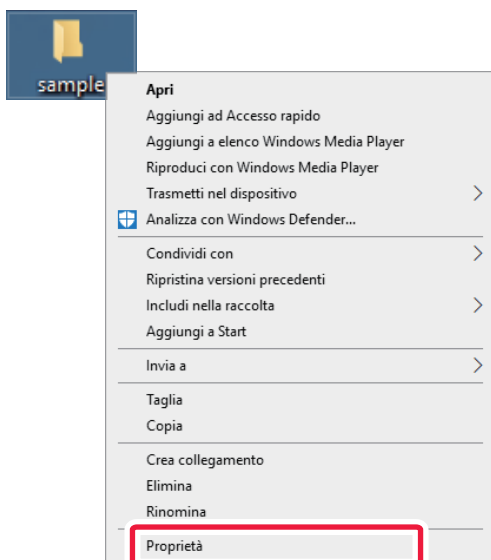 sample
Apri
Aggiungi ad Accesso rapido
Aggiungi a elenco Windows Media Player
Riproduci con Windows Media Player
Trasmetti nel dispositivo
Analizza con Windows Defender...
Condividi con
Ripristina versioni precedenti
Includi nella raccolta
Aggiungi a Start
Invia a
Taglia
Copia
Crea collegamento
Elimina
Rinomina
Proprietà